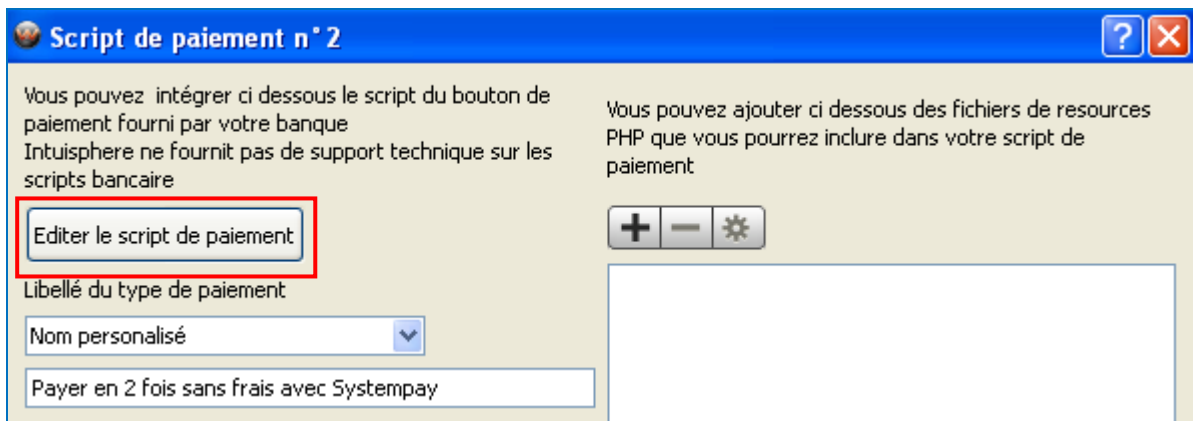 Script de paiement n°2
Vous pouvez intégrer ci dessous le script du bouton de
paiement fourni par votre banque
Intuisphere ne fournit pas de support technique sur les
scripts bancaire
Editer le script de paiement
Libellé du type de paiement
Nom personalisé
Payer en 2 fois sans frais avec Systempay
Vous pouvez ajouter ci dessous des fichiers de resources
PHP que vous pourrez inclure dans votre script de
paiement